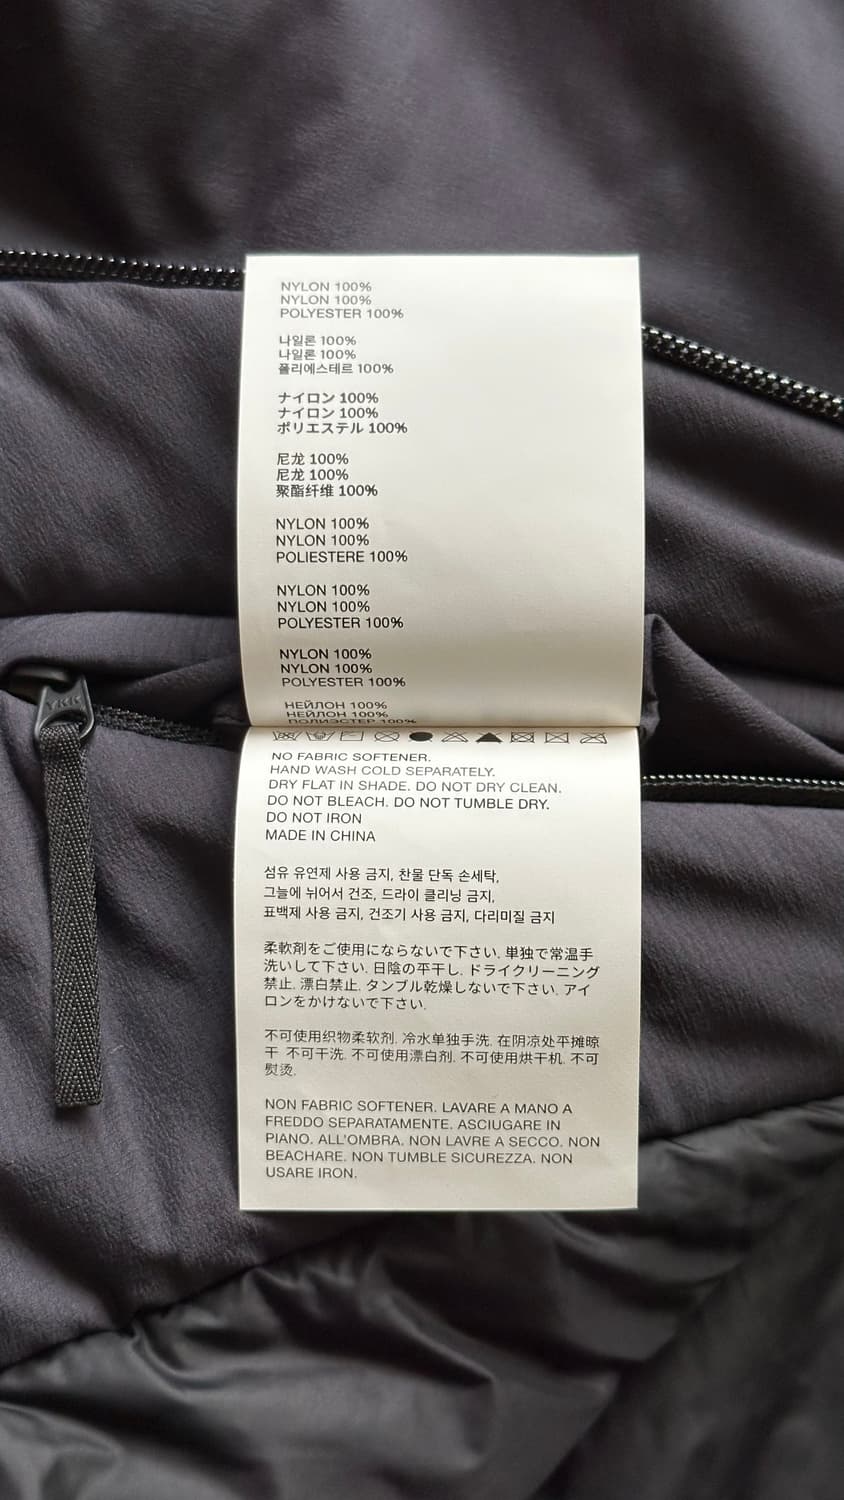 NYLON 100%
NYLON 100%
POLYESTER 100%
나일론 100%
나일론 100%
폴리에스테르 100%
ナイロン 100%
ナイロン 100%
ポリエステル 100%
尼龙 100%
尼龙 100%
聚酯纤维 100%
NYLON 100%
NYLON 100%
POLIESTERE 100%
NYLON 100%
NYLON 100%
POLYESTER 100%
NYLON 100%
NYLON 100%
POLYESTER 100%
НЕЙЛОН 100%
НЕЙЛОН 100%
ПОЛИЭСТЕР 100%
YKK
NO FABRIC SOFTENER.
HAND WASH COLD SEPARATELY.
DRY FLAT IN SHADE. DO NOT DRY CLEAN.
DO NOT BLEACH. DO NOT TUMBLE DRY.
DO NOT IRON
MADE IN CHINA
섬유 유연제 사용 금지, 찬물 단독 손세탁,
그늘에 뉘어서 건조, 드라이 클리닝 금지,
표백제 사용 금지, 건조기 사용 금지, 다리미질 금지
柔軟剤をご使用にならないで下さい. 単独で常温手
洗いして下さい. 日陰の平干し. ドライクリーニング
禁止. 漂白禁止. タンブル乾燥しないで下さい. アイ
ロンをかけないで下さい.
不可使用织物柔软剂. 冷水单独手洗. 在阴凉处平摊晾
干 不可干洗. 不可使用漂白剂. 不可使用烘干机. 不可
熨烫.
NON FABRIC SOFTENER. LAVARE A MANO A
FREDDO SEPARATAMENTE. ASCIUGARE IN
PIANO. ALL'OMBRA. NON LAVRE A SECCO. NON
BEACHARE. NON TUMBLE SICUREZZA. NON
USARE IRON.